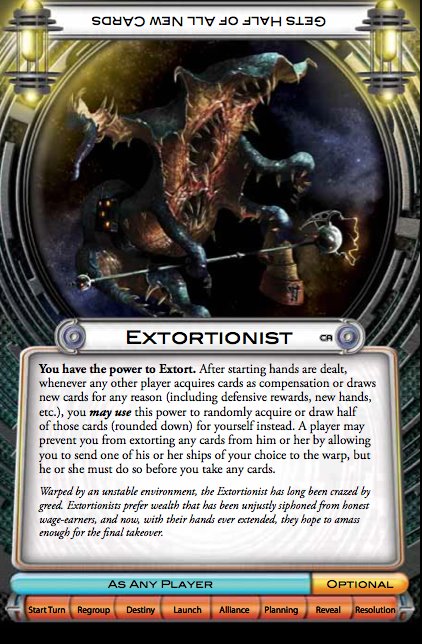 Gets Half of All New Cards
Extortionist
CA
You have the power to Extort. After starting hands are dealt,
whenever any other player acquires cards as compensation or draws
new cards for any reason (including defensive rewards, new hands,
etc.), you may use this power to randomly acquire or draw half
of those cards (rounded down) for yourself instead. A player may
prevent you from extorting any cards from him or her by allowing
you to send one of his or her ships of your choice to the warp, but
he or she must do so before you take any cards.
Warped by an unstable environment, the Extortionist has long been crazed by
greed. Extortionists prefer wealth that has been unjustly siphoned from honest
wage-earners, and now, with their hands ever extended, they hope to amass
enough for the final takeover.
As Any Player Optional
Start Turn Regroup Destiny Launch Alliance Planning Reveal Resolution